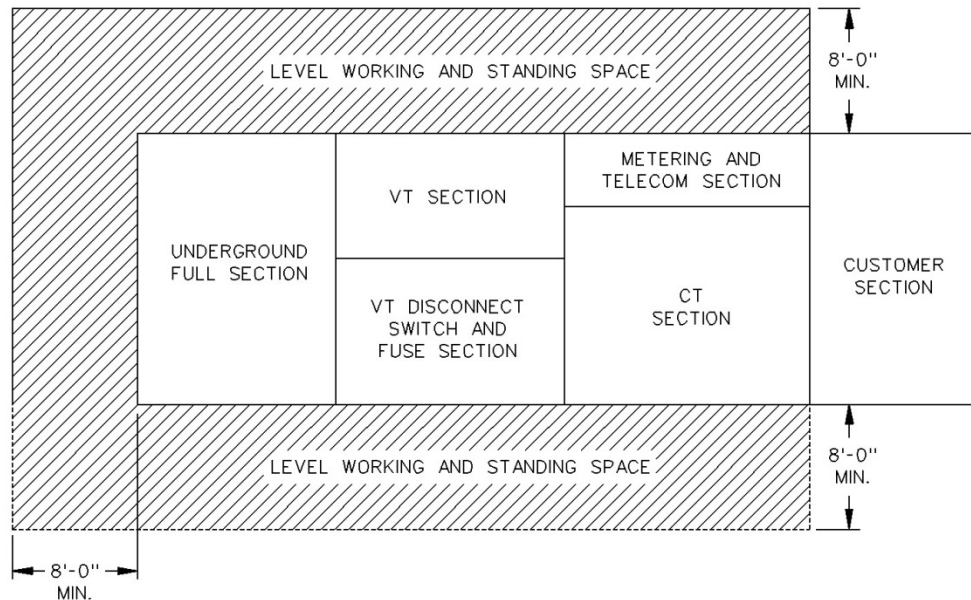 LEVEL WORKING AND STANDING SPACE
8'-0"
MIN.
UNDERGROUND
FULL SECTION
VT SECTION
VT DISCONNECT
SWITCH AND
FUSE SECTION
METERING AND
TELECOM SECTION
CT
SECTION
CUSTOMER
SECTION
LEVEL WORKING AND STANDING SPACE
8'-0"
MIN.
8'-0"
MIN.